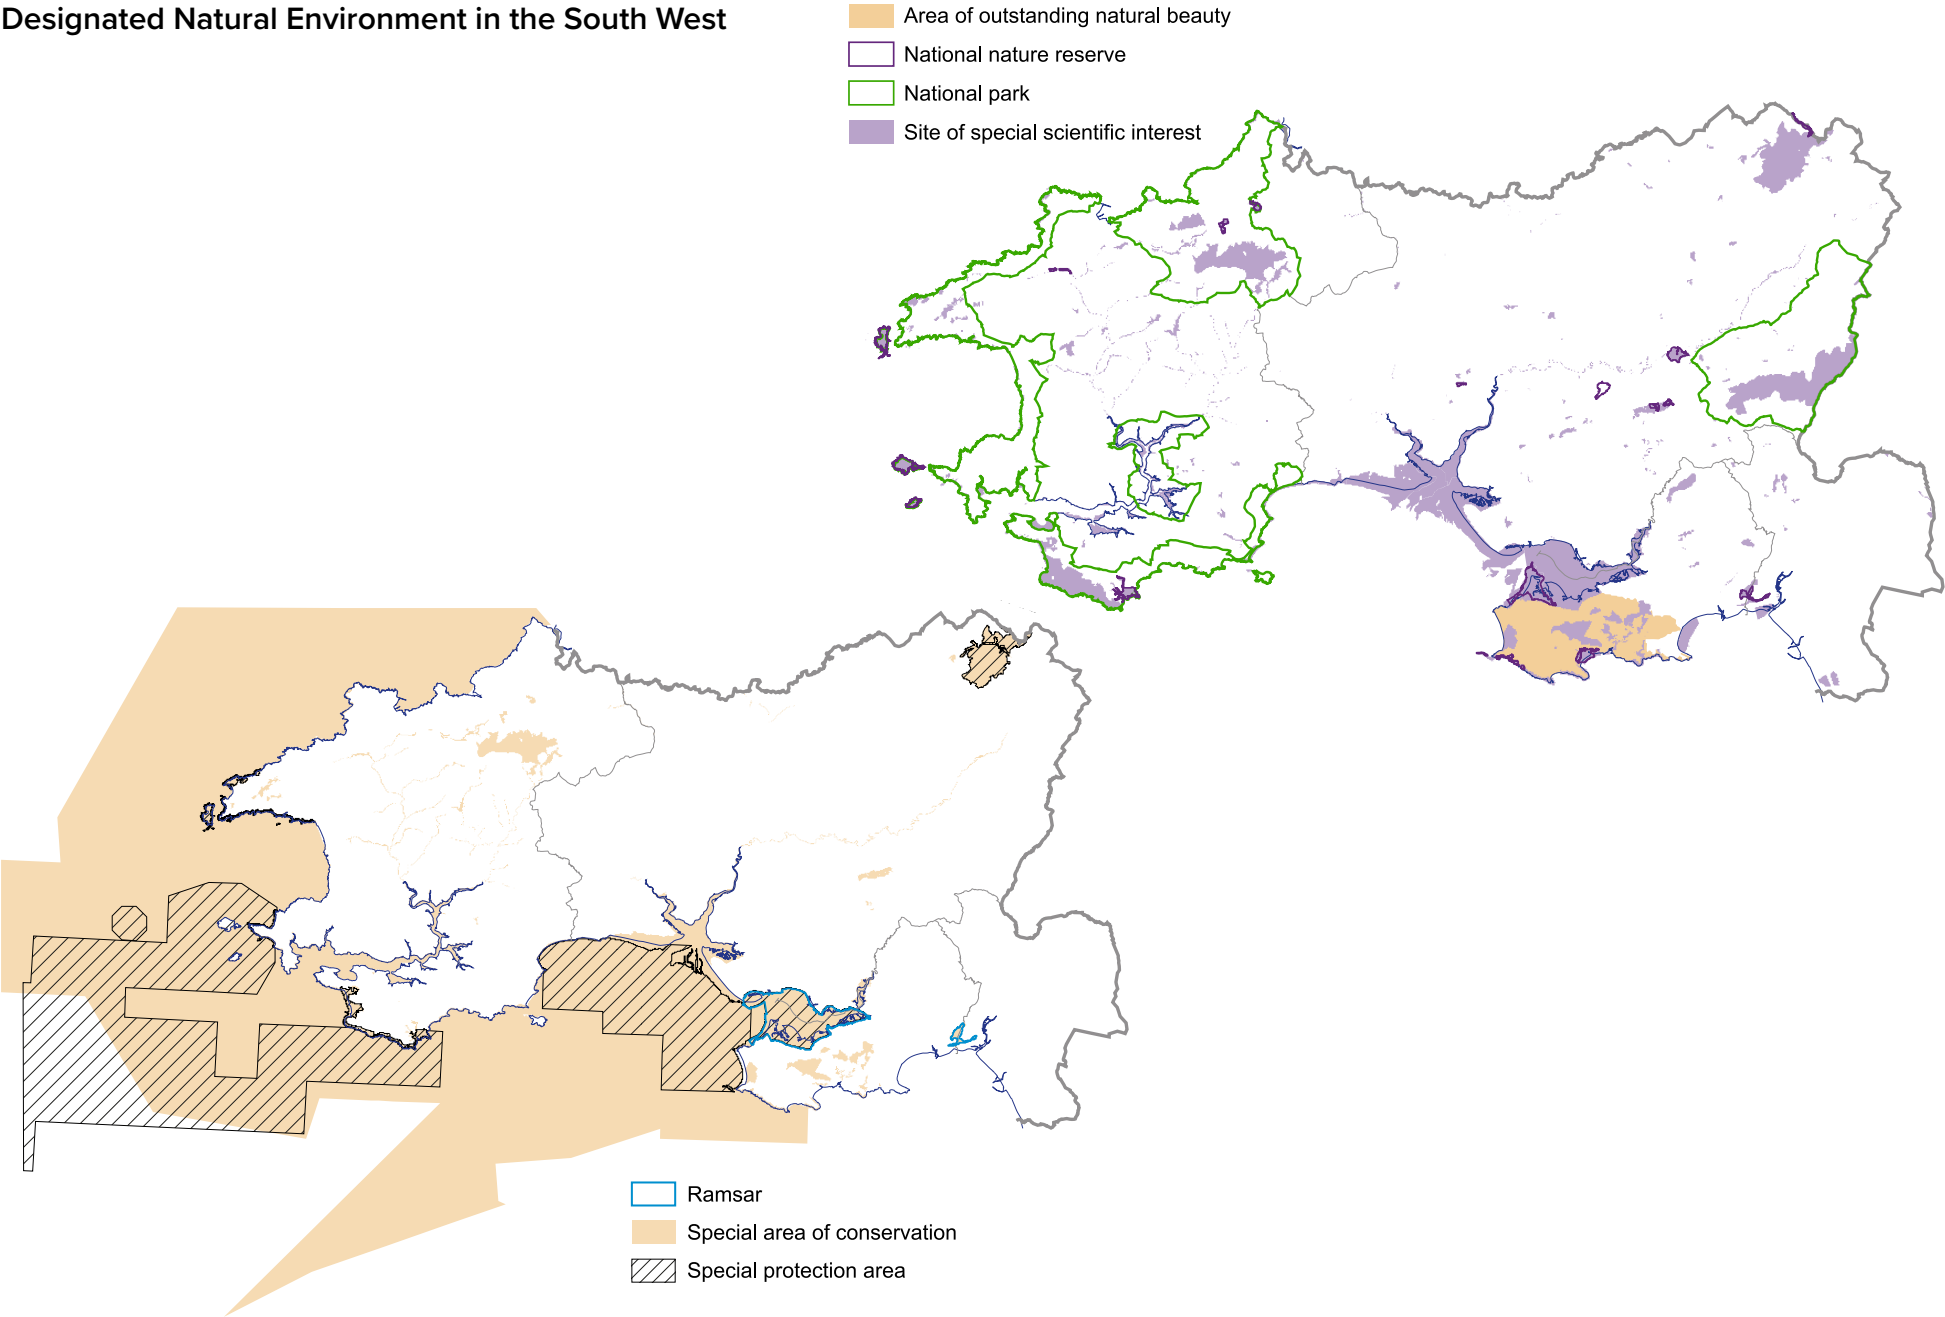 Designated Natural Environment in the South West
Area of outstanding natural beauty
National nature reserve
National park
Site of special scientific interest
Ramsar
Special area of conservation
Special protection area